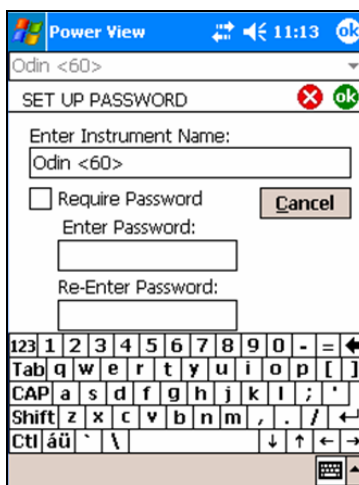 Power View 11:13 ok
Odin <60>
SET UP PASSWORD ok
Enter Instrument Name:
Odin <60>
Require Password
Cancel
Enter Password:
Re-Enter Password:
123 1 2 3 4 5 6 7 8 9 0 - = 
Tab q w e r t y u i o p [ ]
CAP a s d f g h j k l ; '
Shift z x c v b n m , . / ↵
Ctl áü ` \ ↓ ↑ ← →